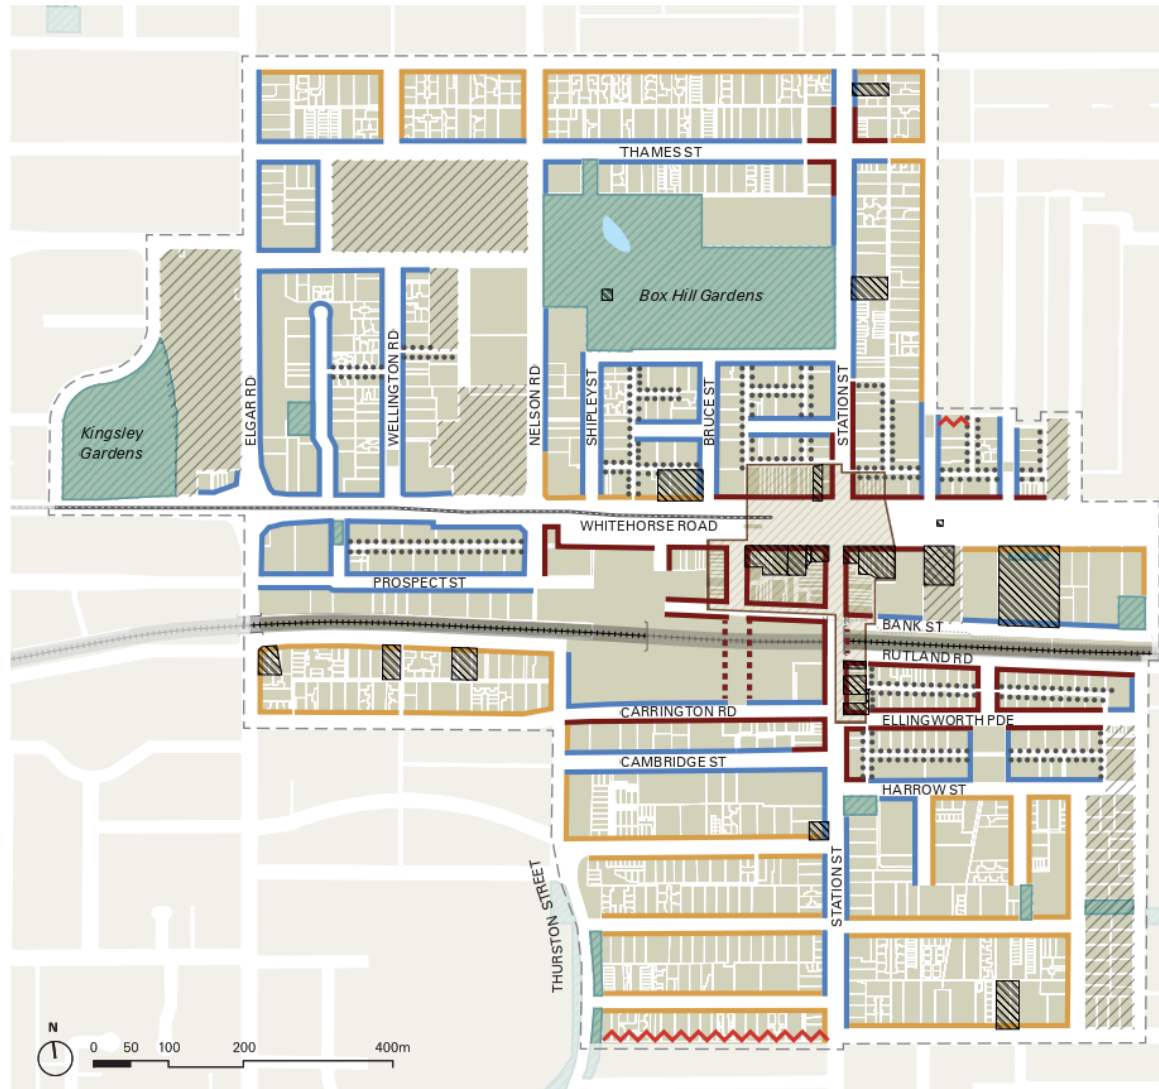 THAMES ST
Box Hill Gardens
Kingsley
Gardens
ELGAR RD
WELLINGTON RD
NELSON RD
SHIPLEY ST
BRUCE ST
STATION ST
WHITEHORSE ROAD
PROSPECT ST
BANK ST
RUTLAND RD
CARRINGTON RD
ELLINGWORTH PDE
CAMBRIDGE ST
HARROW ST
THURSTON STREET
STATION ST
N
0 50 100 200 400m